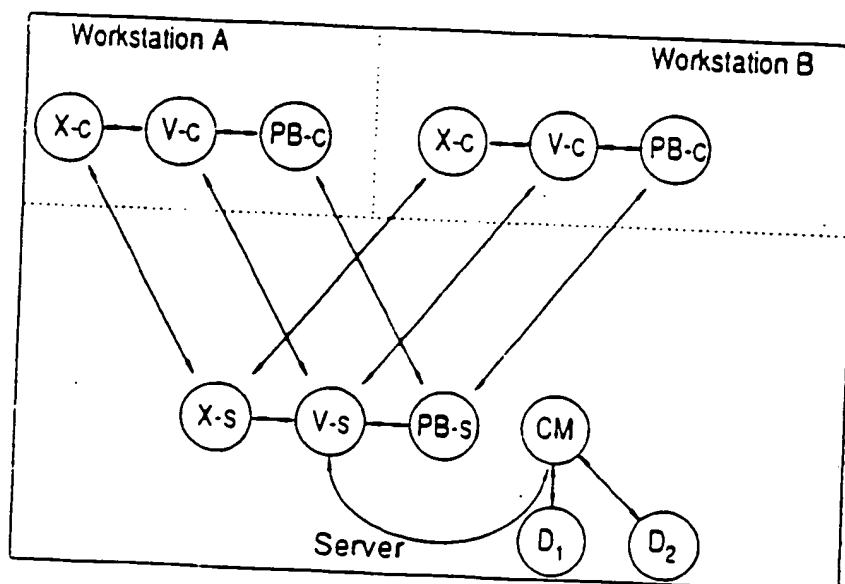 Workstation A
Workstation B
X-c V-c PB-c
X-c V-c PB-c
X-s V-s PB-s CM
Server
D1 D2